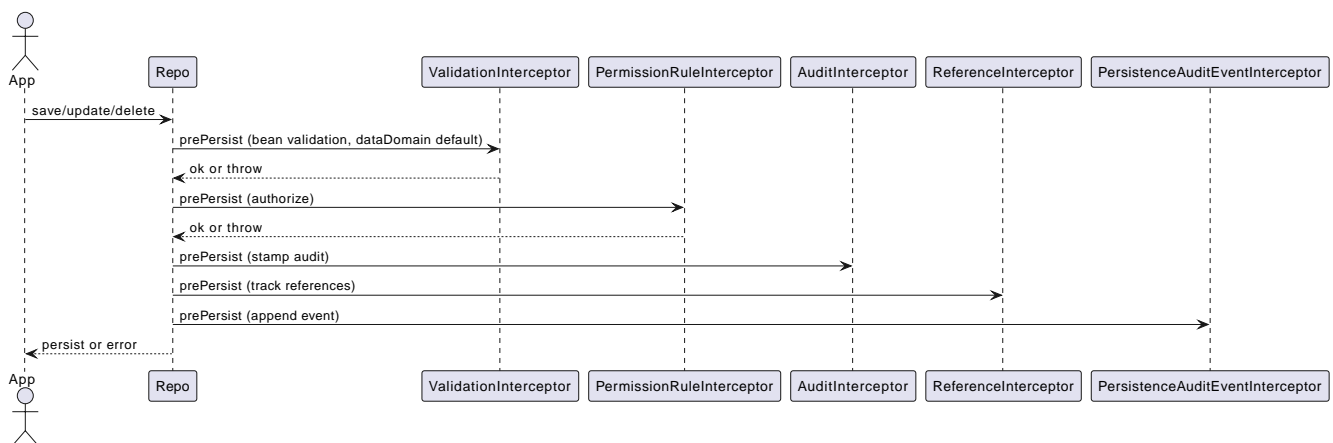 App
Repo
ValidationInterceptor
PermissionRuleInterceptor
AuditInterceptor
ReferenceInterceptor
PersistenceAuditEventInterceptor
save/update/delete
prePersist (bean validation, dataDomain default)
ok or throw
prePersist (authorize)
ok or throw
prePersist (stamp audit)
prePersist (track references)
prePersist (append event)
persist or error
App
Repo
ValidationInterceptor
PermissionRuleInterceptor
AuditInterceptor
ReferenceInterceptor
PersistenceAuditEventInterceptor